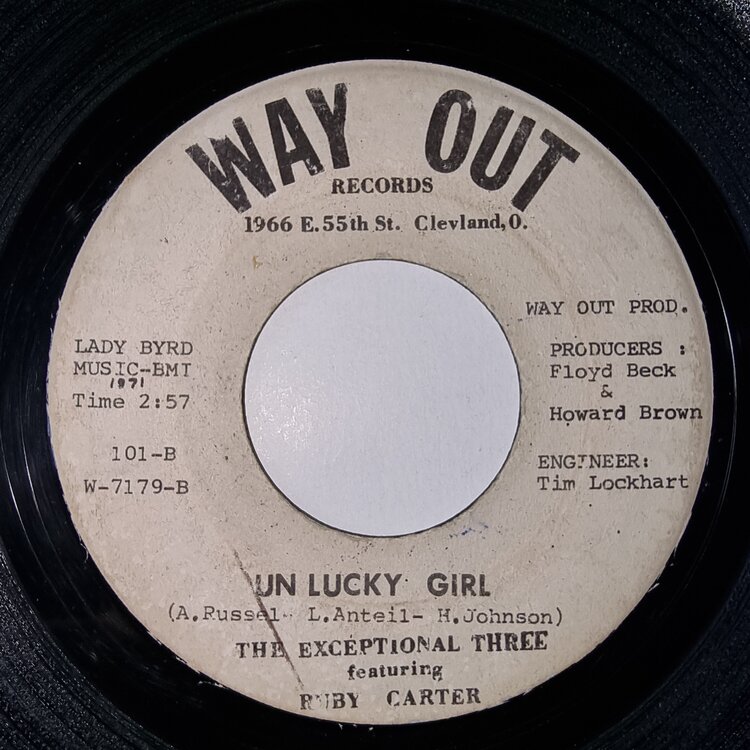 WAY OUT
RECORDS
1966 E.55th St. Clevland,O.
WAY OUT PROD.
LADY BYRD
MUSIC-BMI
1971
Time 2:57
101-B
W-7179-B
PRODUCERS :
Floyd Beck
&
Howard Brown
ENGINEER:
Tim Lockhart
UN LUCKY GIRL
(A.Russel- L.Anteil- H.Johnson)
THE EXCEPTIONAL THREE
featuring
RUBY CARTER